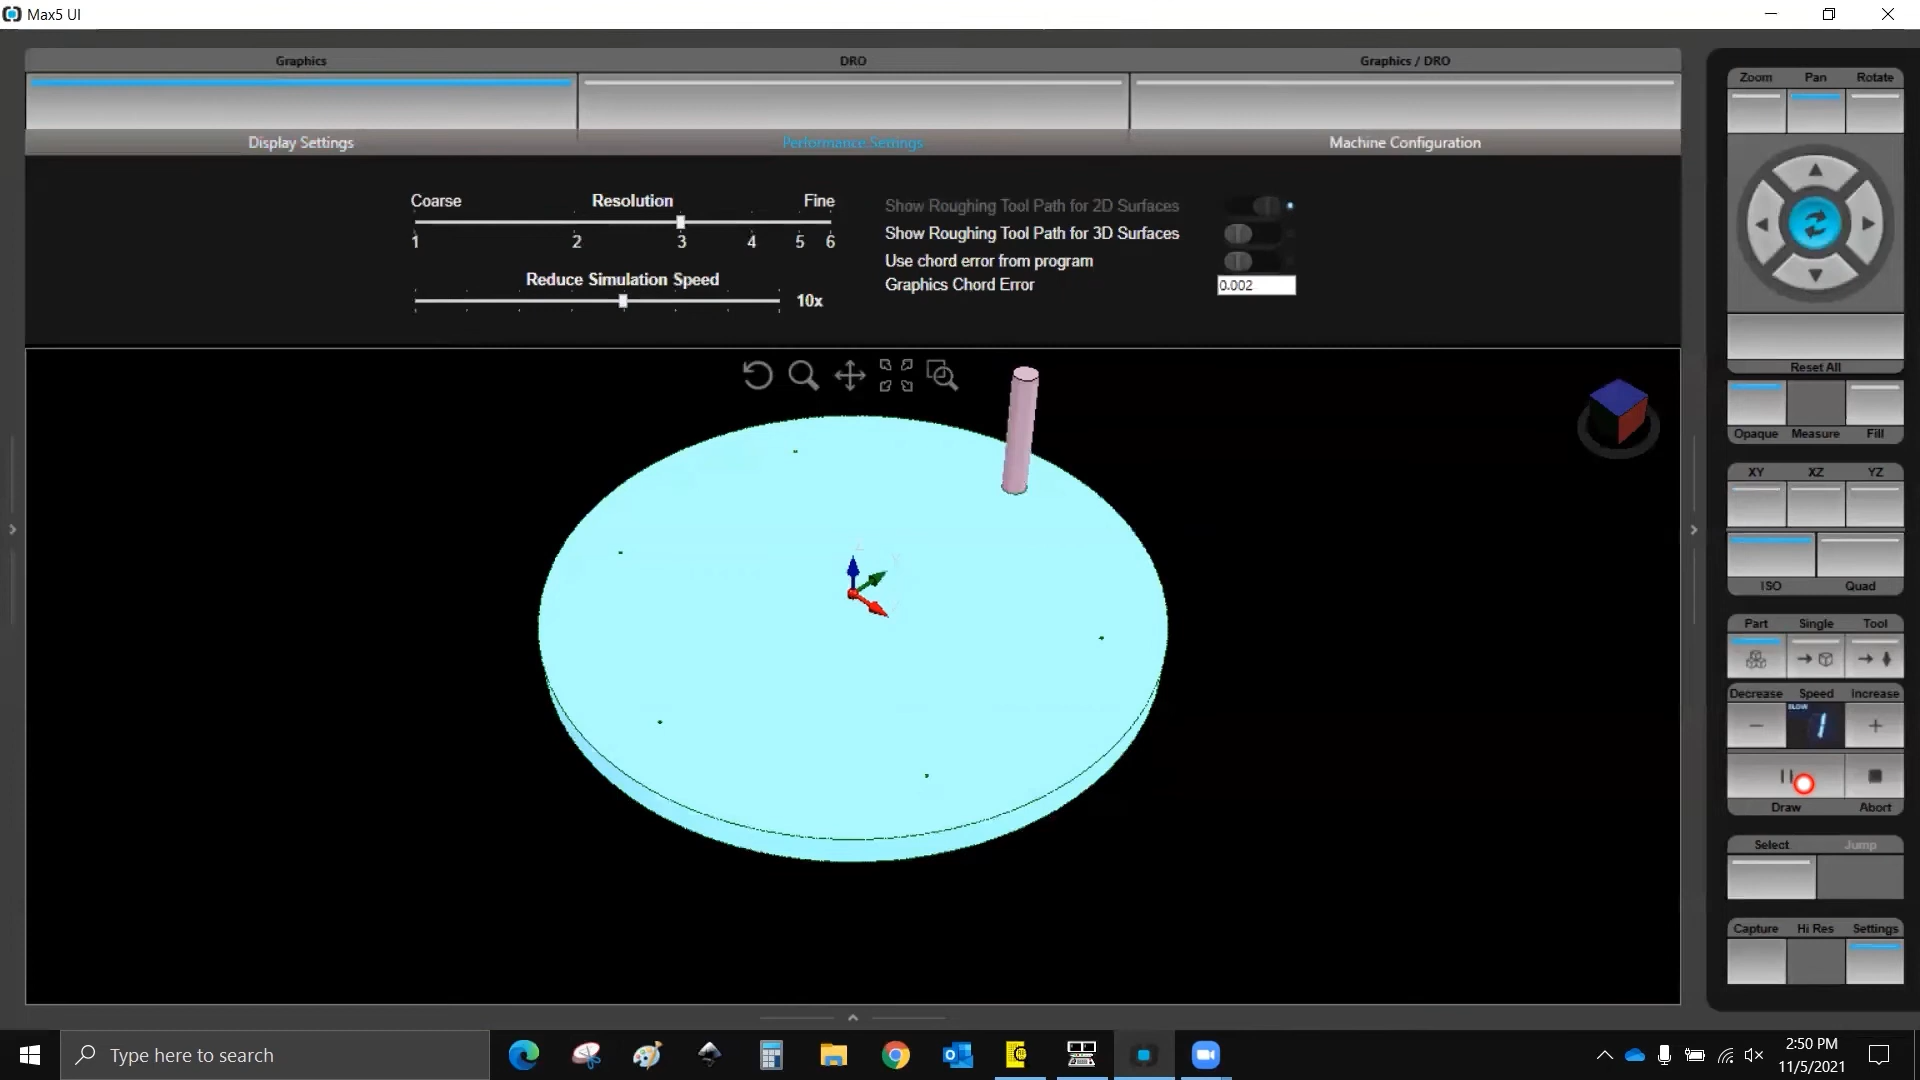 Max5 UI
Graphics DRO Graphics / DRO
Display Settings Performance Settings Machine Configuration
Coarse Resolution Fine
1 2 3 4 5 6
Reduce Simulation Speed
10x
Show Roughing Tool Path for 2D Surfaces
Show Roughing Tool Path for 3D Surfaces
Use chord error from program
Graphics Chord Error 0.002
Zoom Pan Rotate
Reset All
Opaque Measure Fill
XY XZ YZ
ISO Quad
Part Single Tool
Decrease Speed Increase
SLOW
1
Draw Abort
Select Jump
Capture Hi Res Settings
Type here to search
2:50 PM
11/5/2021